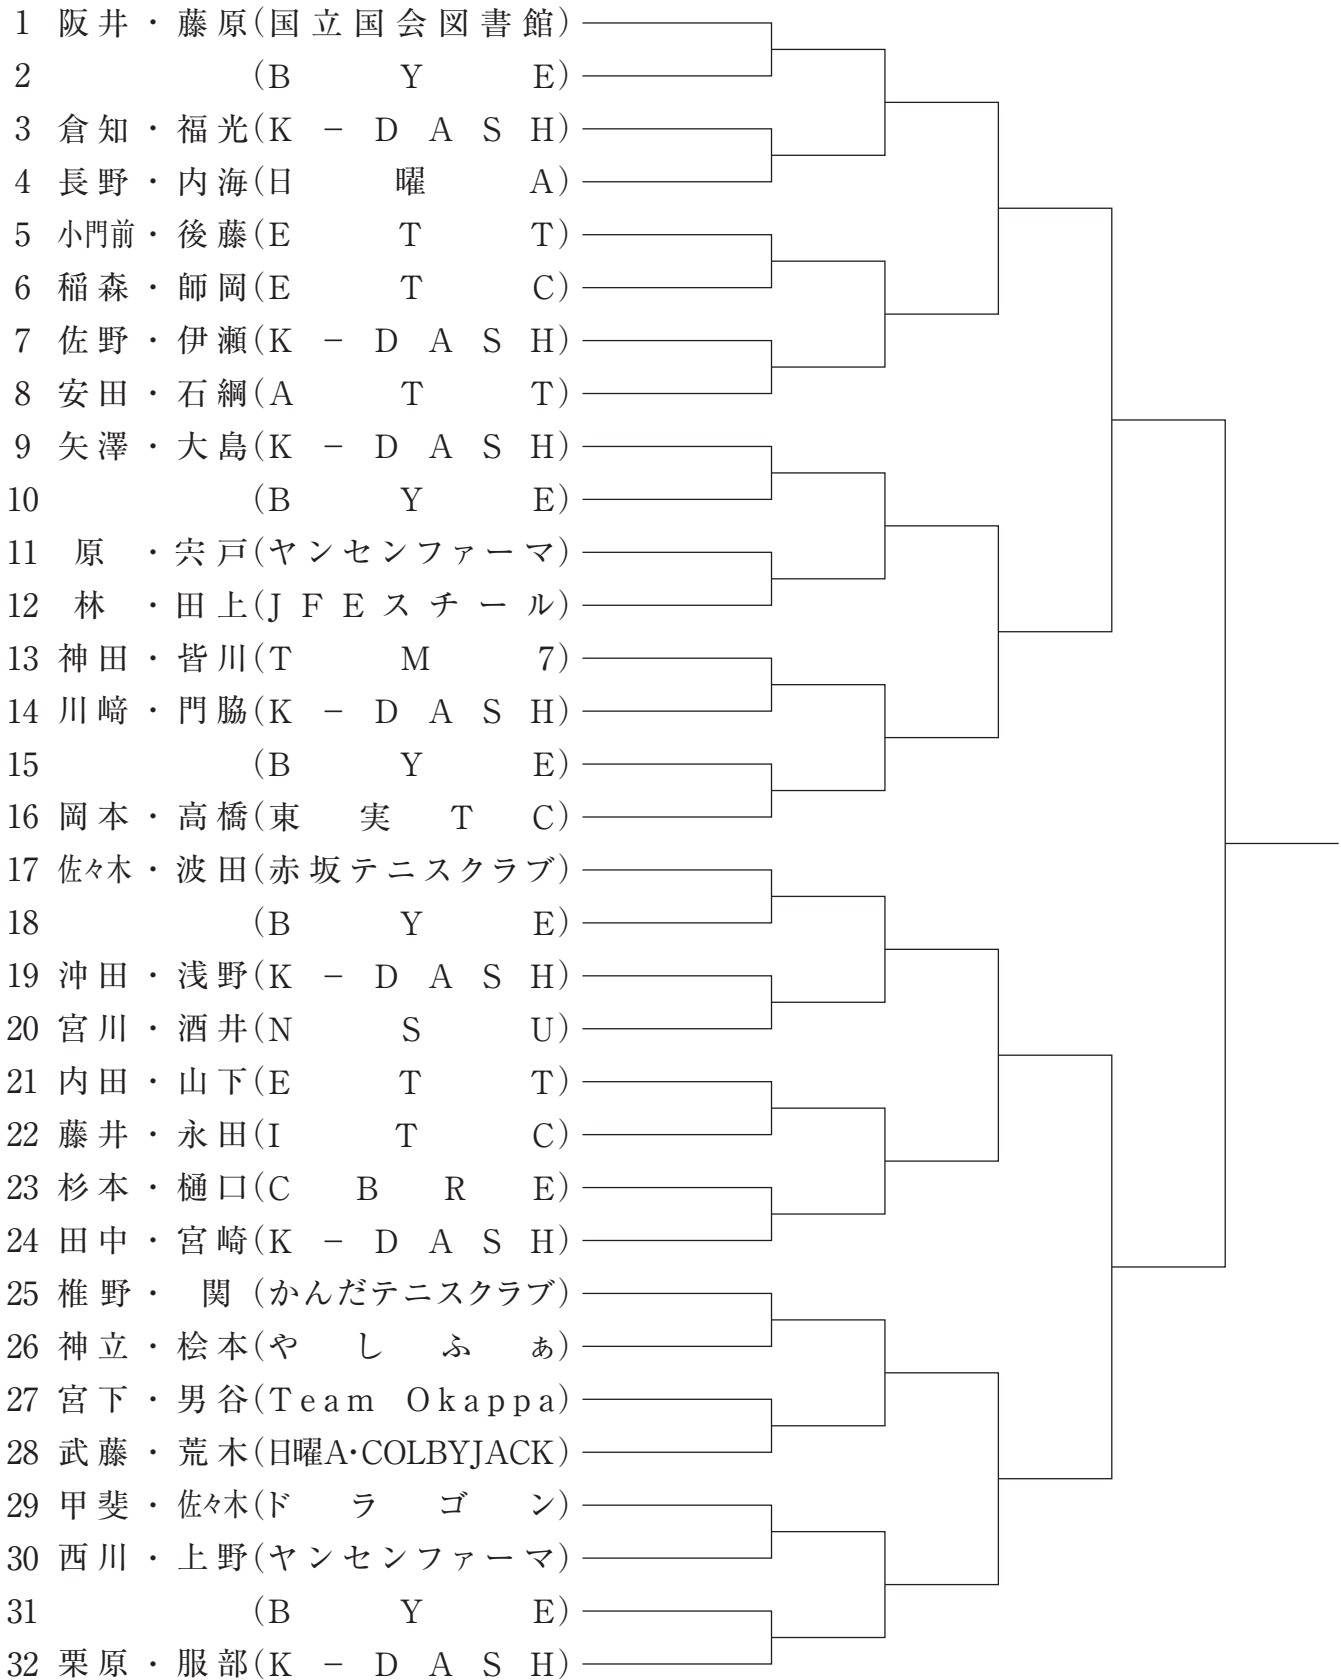 1 阪井・藤原(国立国会図書館)
2 (BYE)
3 倉知・福光(K-DASH)
4 長野・内海(日曜A)
5 小門前・後藤(ETT)
6 稲森・師岡(ETC)
7 佐野・伊瀬(K-DASH)
8 安田・石綱(ATT)
9 矢澤・大島(K-DASH)
10 (BYE)
11 原・宍戸(ヤンセンファーマ)
12 林・田上(JFEスチール)
13 神田・皆川(TM7)
14 川﨑・門脇(K-DASH)
15 (BYE)
16 岡本・高橋(東実TC)
17 佐々木・波田(赤坂テニスクラブ)
18 (BYE)
19 沖田・浅野(K-DASH)
20 宮川・酒井(NSU)
21 内田・山下(ETT)
22 藤井・永田(ITC)
23 杉本・樋口(CBRE)
24 田中・宮崎(K-DASH)
25 椎野・関(かんだテニスクラブ)
26 神立・桧本(やしふぁ)
27 宮下・男谷(Team Okappa)
28 武藤・荒木(日曜A・COLBYJACK)
29 甲斐・佐々木(ドラゴン)
30 西川・上野(ヤンセンファーマ)
31 (BYE)
32 栗原・服部(K-DASH)